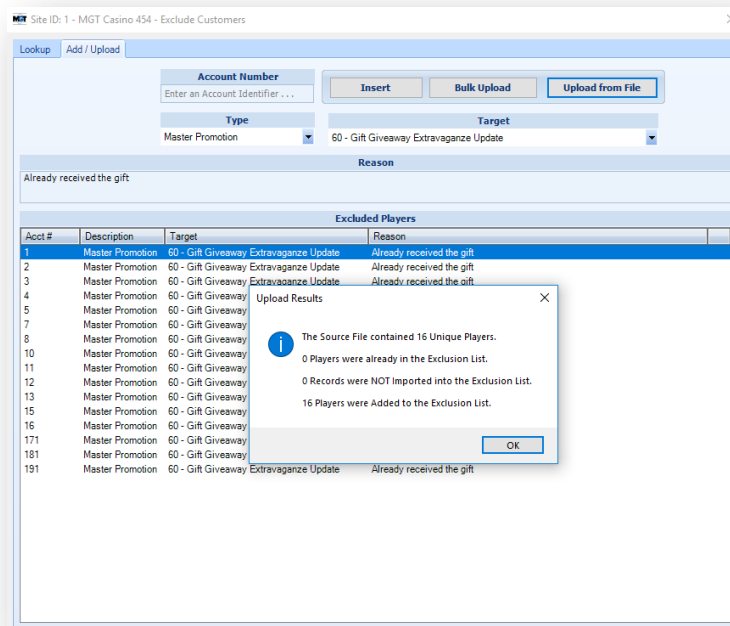 MGT Site ID: 1 - MGT Casino 454 - Exclude Customers
Lookup Add / Upload
Account Number
Enter an Account Identifier . . .
Insert Bulk Upload Upload from File
Type Target
Master Promotion 60 - Gift Giveaway Extravaganze Update
Reason
Already received the gift
Excluded Players
Acct # Description Target Reason
1 Master Promotion 60 - Gift Giveaway Extravaganze Update Already received the gift
2 Master Promotion 60 - Gift Giveaway Extravaganze Update Already received the gift
3 Master Promotion 60 - Gift Giveaway Extravaganze Update Already received the gift
4 Master Promotion 60 - Gift Giveaway
5 Master Promotion 60 - Gift Giveaway
7 Master Promotion 60 - Gift Giveaway
8 Master Promotion 60 - Gift Giveaway
10 Master Promotion 60 - Gift Giveaway
11 Master Promotion 60 - Gift Giveaway
12 Master Promotion 60 - Gift Giveaway
13 Master Promotion 60 - Gift Giveaway
15 Master Promotion 60 - Gift Giveaway
16 Master Promotion 60 - Gift Giveaway
171 Master Promotion 60 - Gift Giveaway
181 Master Promotion 60 - Gift Giveaway
191 Master Promotion 60 - Gift Giveaway Extravaganze Update Already received the gift
Upload Results
The Source File contained 16 Unique Players.
0 Players were already in the Exclusion List.
0 Records were NOT Imported into the Exclusion List.
16 Players were Added to the Exclusion List.
OK